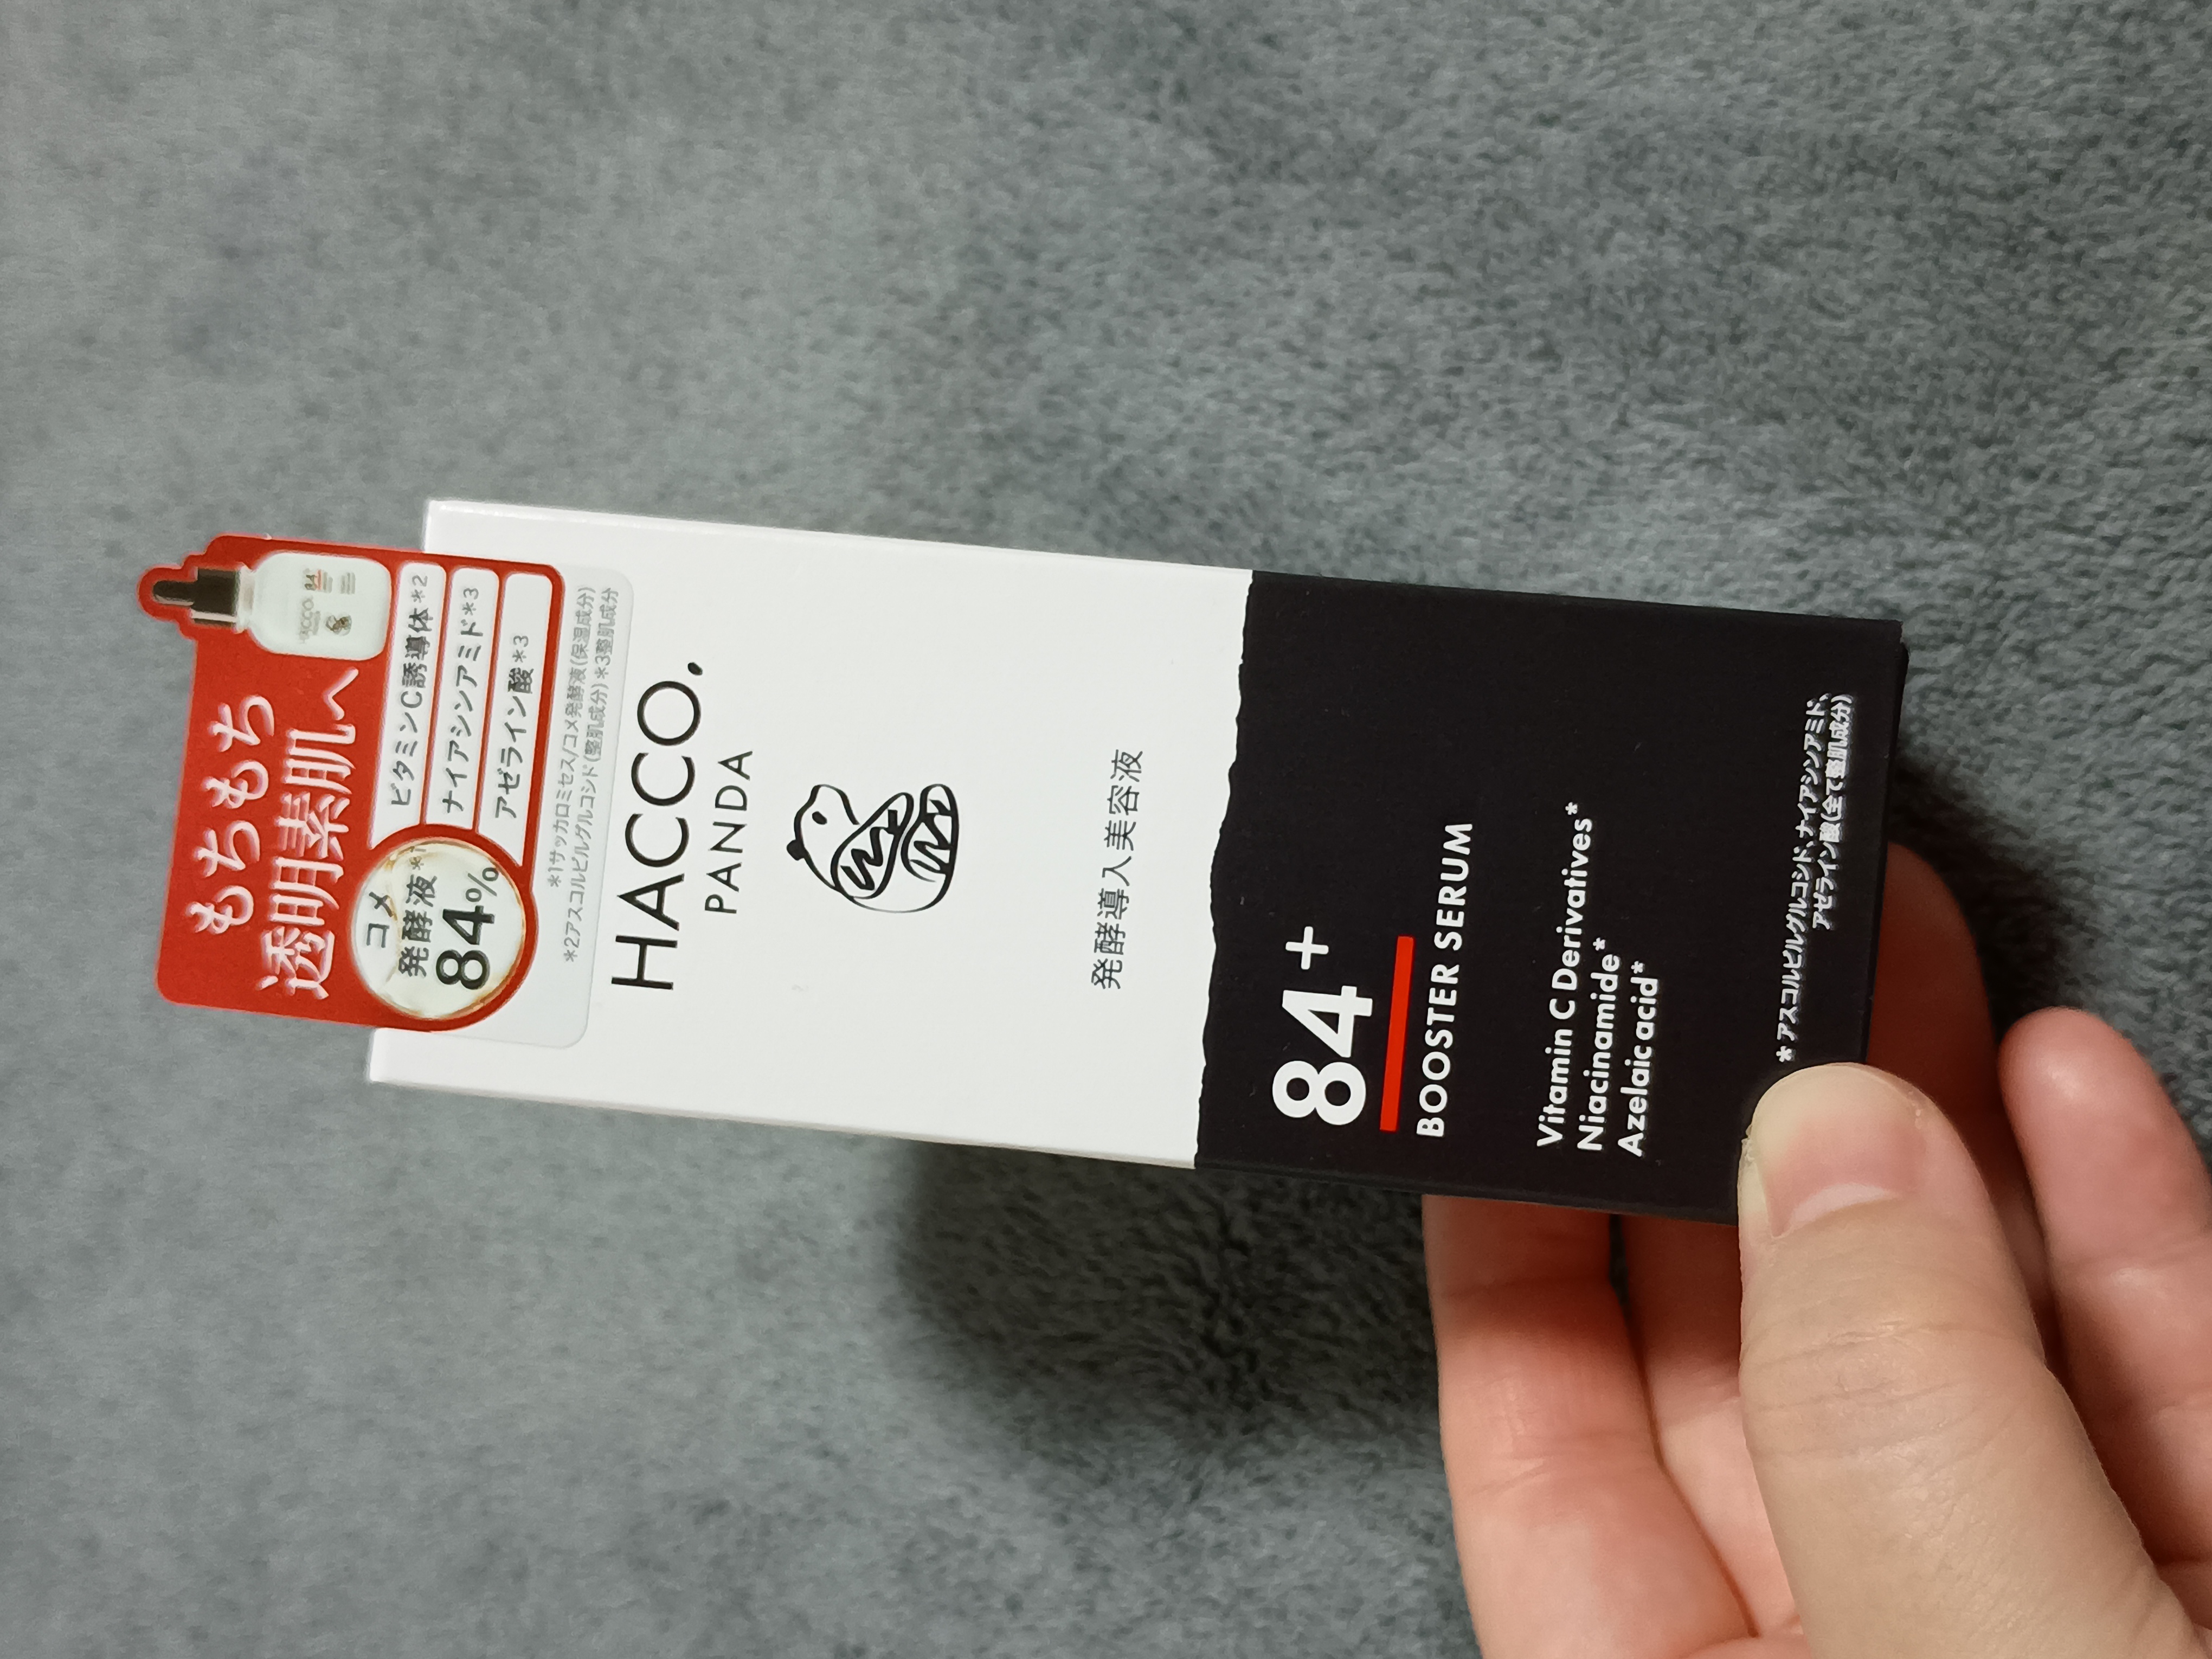 もちもち
透明素肌へ
コメ
発酵液*1
84%
ビタミンC誘導体*2
ナイアシンアミド*3
アゼライン酸*3
*1サッカロミセス/コメ発酵液(保湿成分)
*2アスコルビルグルコシド(整肌成分)*3整肌成分
HACCO.
PANDA
発酵導入美容液
84+
BOOSTER SERUM
Vitamin C Derivatives*
Niacinamide*
Azelaic acid*
*アスコルビルグルコシド、ナイアシンアミド、
アゼライン酸(全て整肌成分)